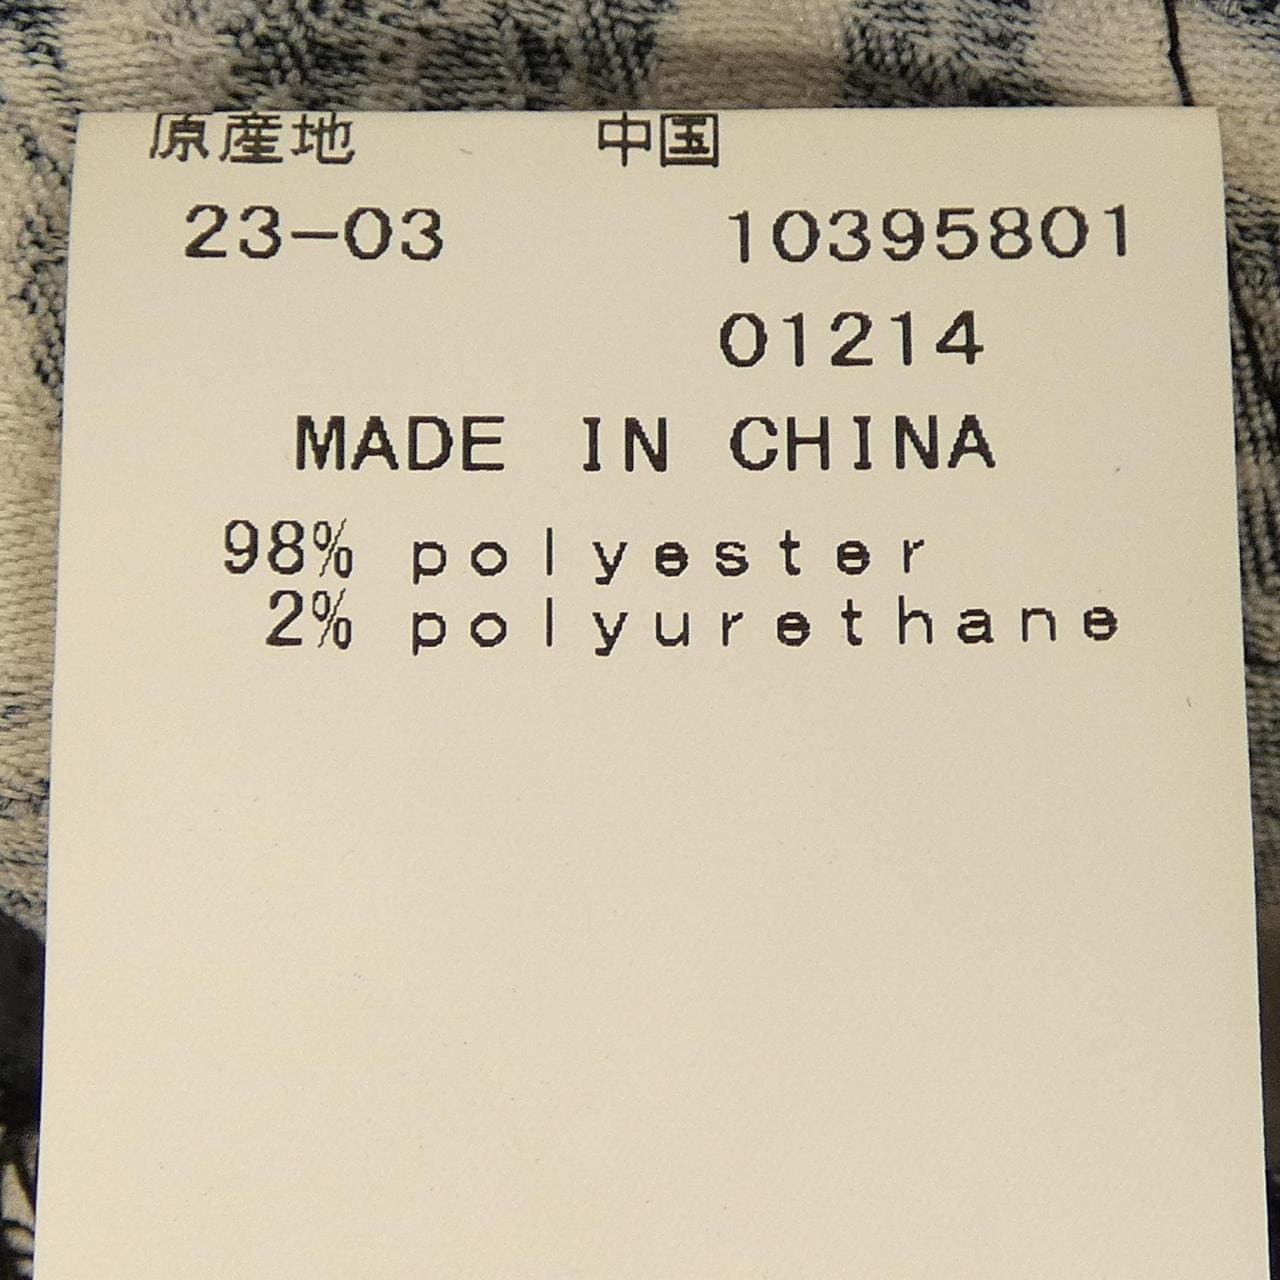 原産地 中国
23-03 10395801
01214
MADE IN CHINA
98% polyester
2% polyurethane